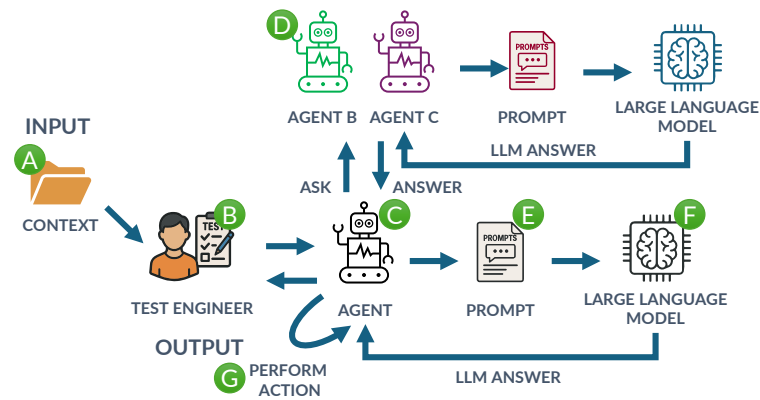 D
PROMPTS
AGENT B
AGENT C
PROMPT
LARGE LANGUAGE
MODEL
INPUT
A
LLM ANSWER
ASK
ANSWER
CONTEXT
B
TEST
C
E
PROMPTS
F
TEST ENGINEER
AGENT
PROMPT
LARGE LANGUAGE
MODEL
OUTPUT
G
PERFORM
ACTION
LLM ANSWER